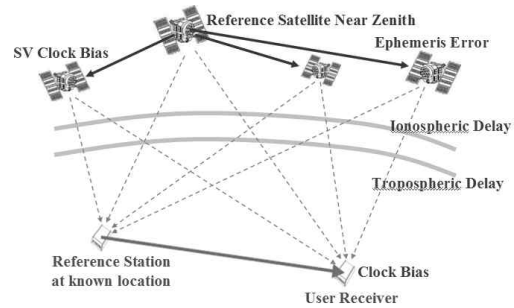 Reference Satellite Near Zenith
SV Clock Bias
Ephemeris Error
Ionospheric Delay
Tropospheric Delay
Reference Station
at known location
Clock Bias
User Receiver